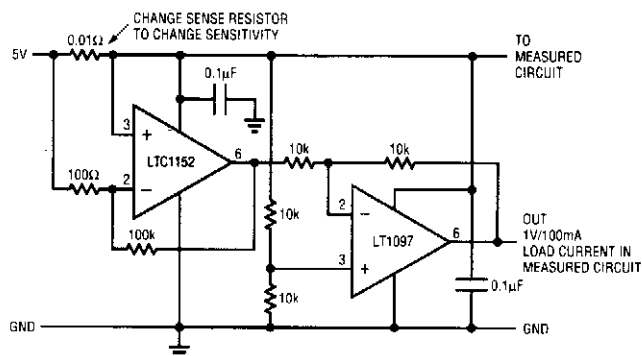 CHANGE SENSE RESISTOR
TO CHANGE SENSITIVITY
0.01Ω
5V
TO
MEASURED
CIRCUIT
0.1µF
3
+
LTC1152
6
10k
10k
100Ω
2
−
100k
10k
2
−
LT1097
6
3
+
OUT
1V/100mA
LOAD CURRENT IN
MEASURED CIRCUIT
10k
0.1µF
GND
GND